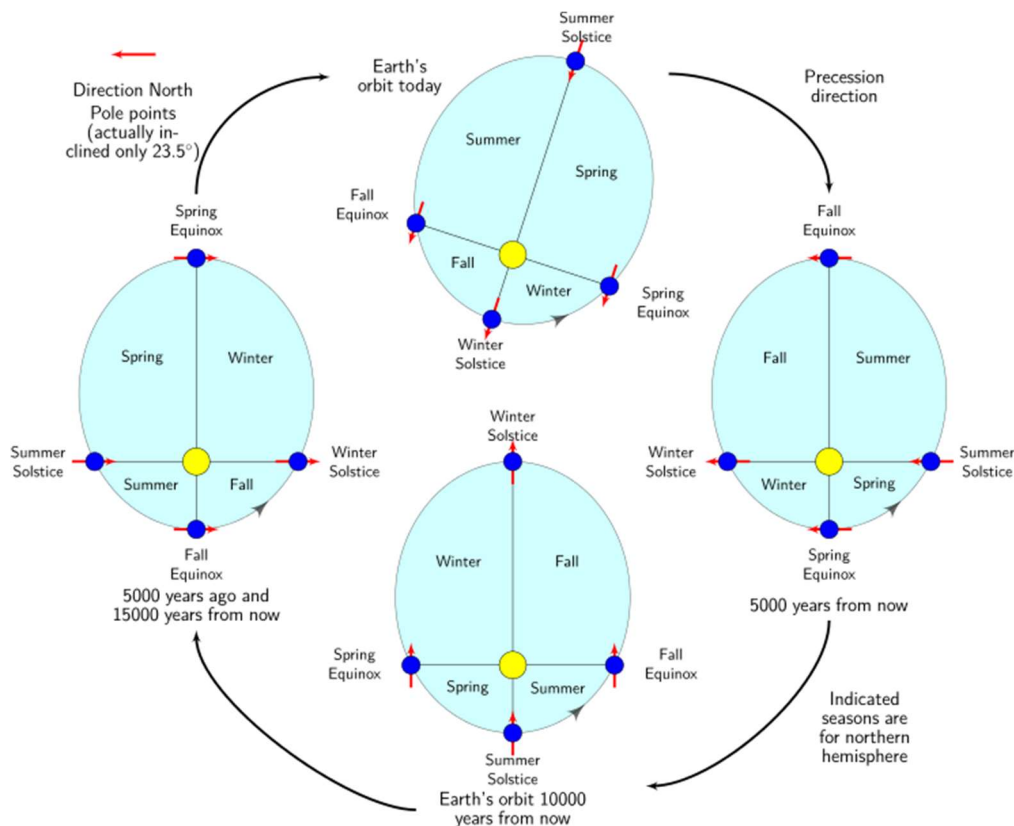 Direction North
Pole points
(actually in-
clined only 23.5°)
Earth's
orbit today
Summer
Solstice
Summer
Spring
Fall
Equinox
Fall
Winter
Spring
Equinox
Winter
Solstice
Precession
direction
Spring
Equinox
Spring
Winter
Summer
Solstice
Winter
Solstice
Summer
Fall
Fall
Equinox
5000 years ago and
15000 years from now
Fall
Equinox
Fall
Summer
Winter
Solstice
Summer
Solstice
Winter
Spring
Spring
Equinox
5000 years from now
Winter
Solstice
Winter
Fall
Spring
Equinox
Fall
Equinox
Spring
Summer
Summer
Solstice
Earth's orbit 10000
years from now
Indicated
seasons are
for northern
hemisphere